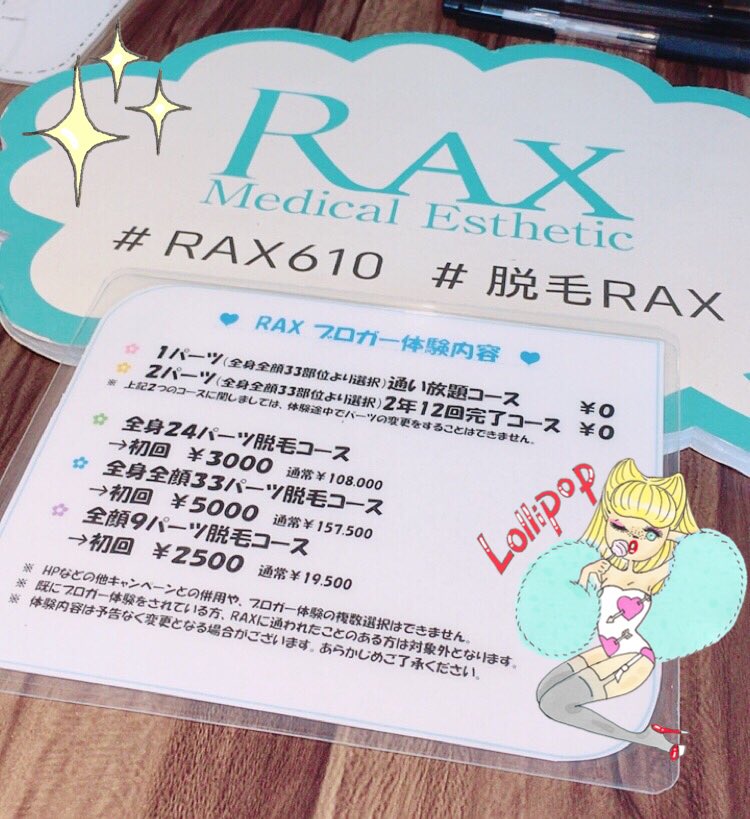 RAX
Medical Esthetic
# RAX610 # 脱毛RAX
RAX ブロガー体験内容
1パーツ(全身全顔33部位より選択)通い放題コース ¥0
2パーツ(全身全顔33部位より選択)2年12回完了コース ¥0
※ 上記2つのコースに関しましては、体験途中でパーツの変更をすることはできません。
全身24パーツ脱毛コース
→初回 ¥3000 通常¥108.000
全身全顔33パーツ脱毛コース
→初回 ¥5000 通常¥157.500
全顔9パーツ脱毛コース
→初回 ¥2500 通常¥19.500
※ HPなどの他キャンペーンとの併用や、ブロガー体験の複数選択はできません。
※ 既にブロガー体験をされている方、RAXに通われたことのある方は対象外となります。
※ 体験内容は予告なく変更となる場合がございます。あらかじめご了承ください。
Lollipop